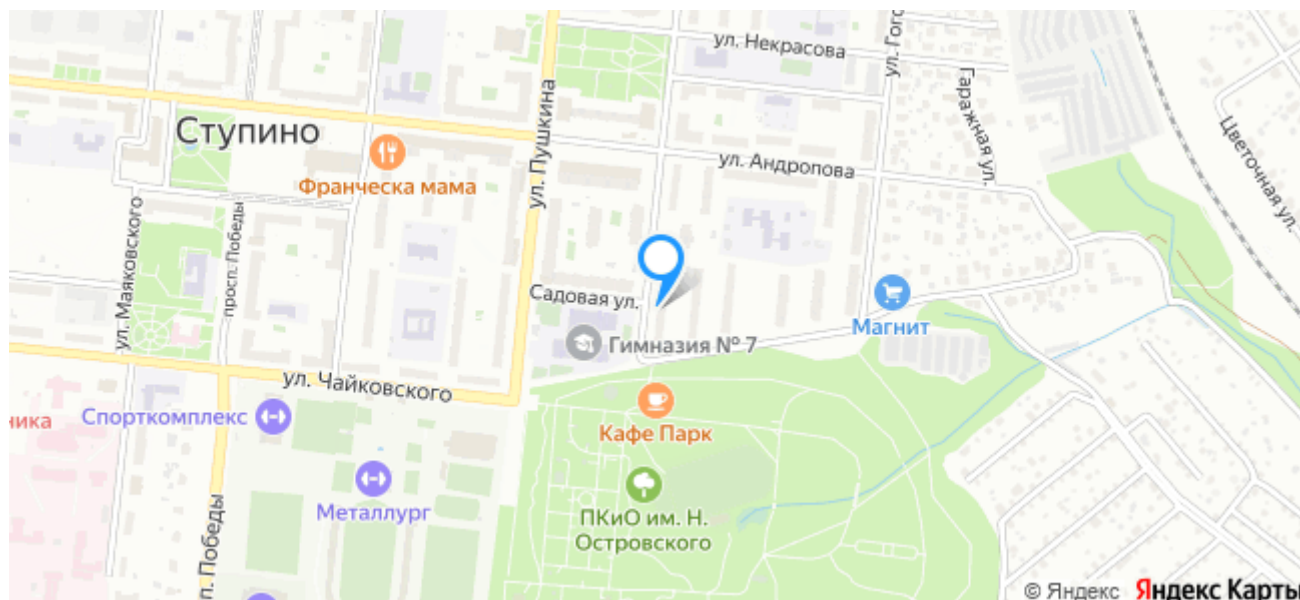 ул. Некрасова
ул. Гог
Гаражная ул.
Цветочная ул.
ул. Пушкина
Ступино
Франческа мама
ул. Андропова
ул. Маяковского
просп. Победы
Садовая ул.
Магнит
Гимназия № 7
ул. Чайковского
Спорткомплекс
ника
Кафе Парк
Металлург
ПКиО им. Н.
Островского
п. Победы
© Яндекс Яндекс Карты